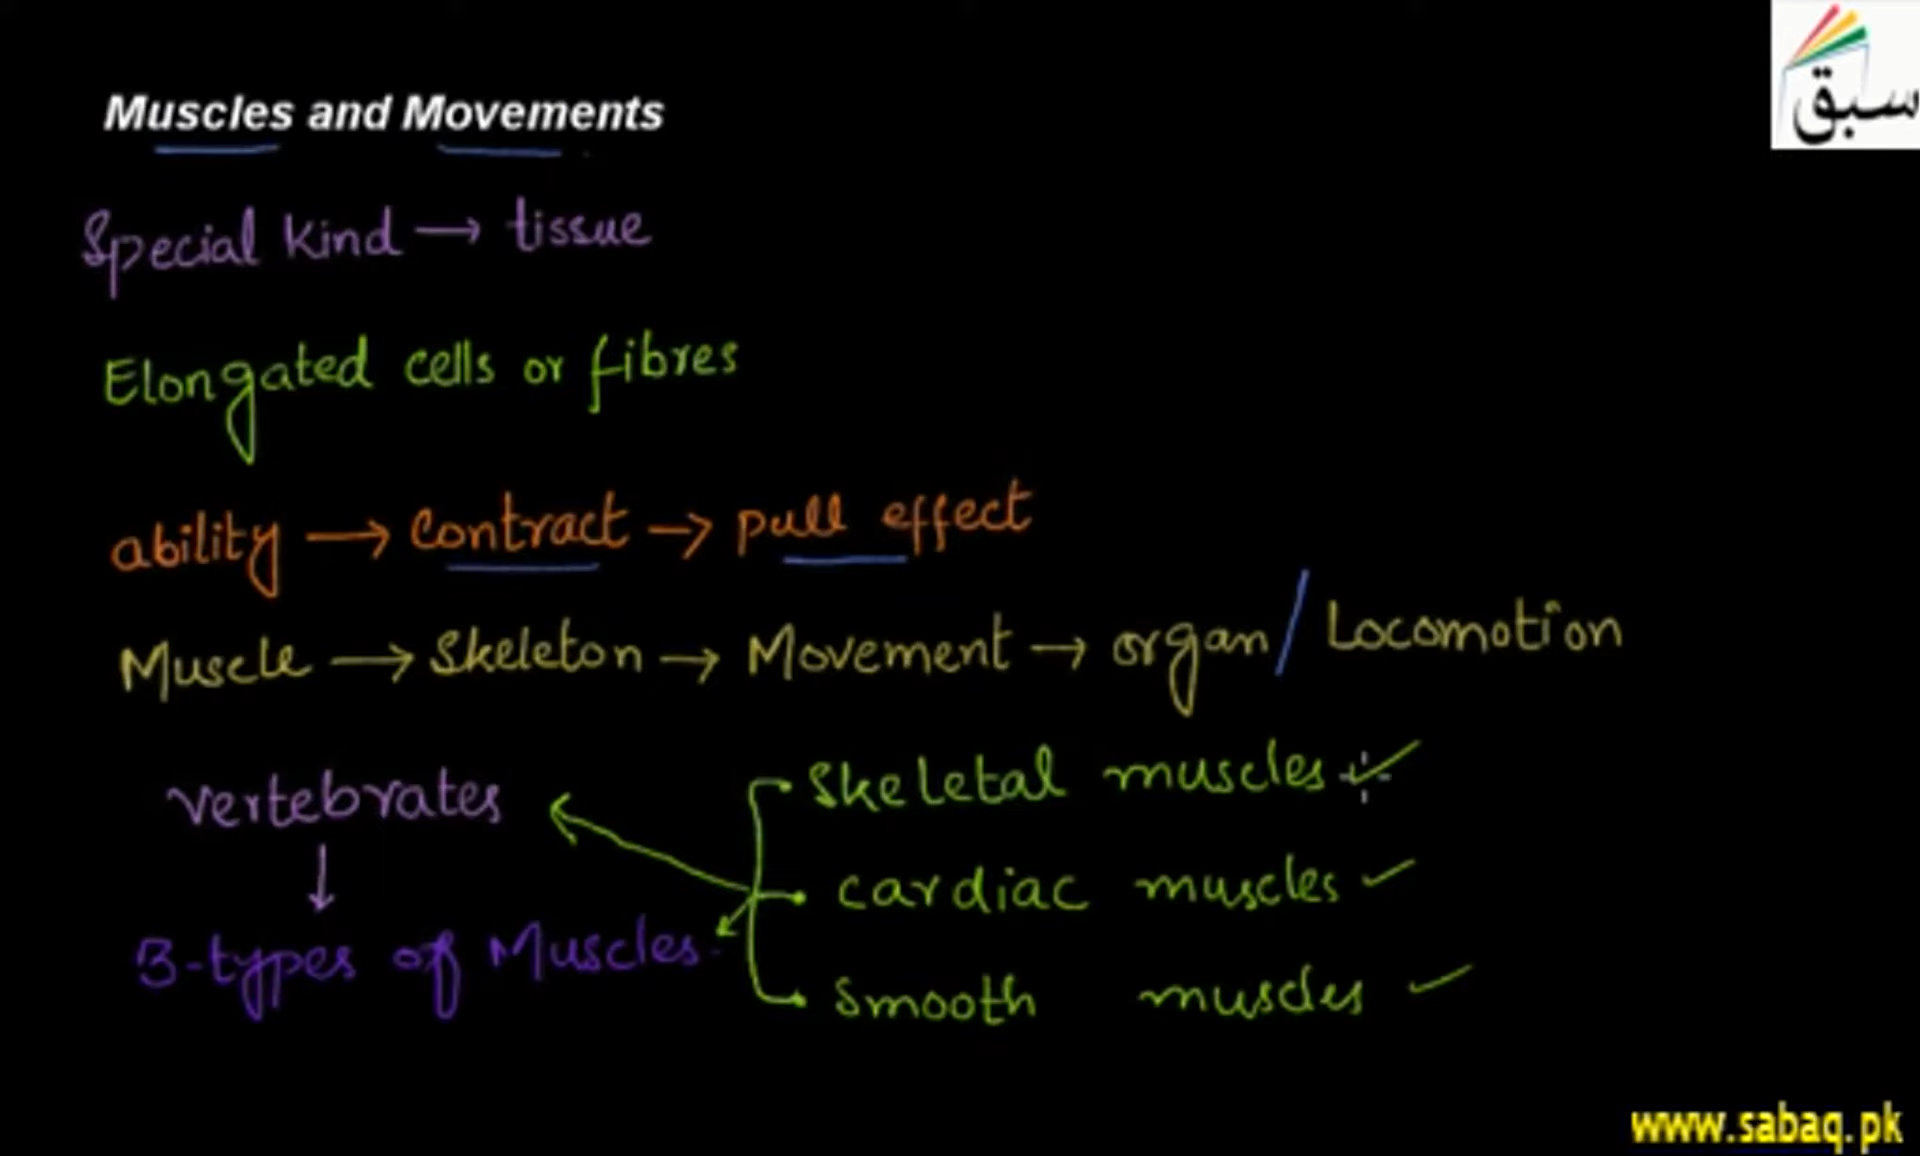 سبق
Muscles and Movements
Special kind → tissue
Elongated cells or fibres
ability → contract → pull effect
Muscle → Skeleton → Movement → organ / Locomotion
vertebrates
↓
3-types of Muscles
Skeletal muscles ✓
cardiac muscles ✓
Smooth muscles ✓
www.sabaq.pk